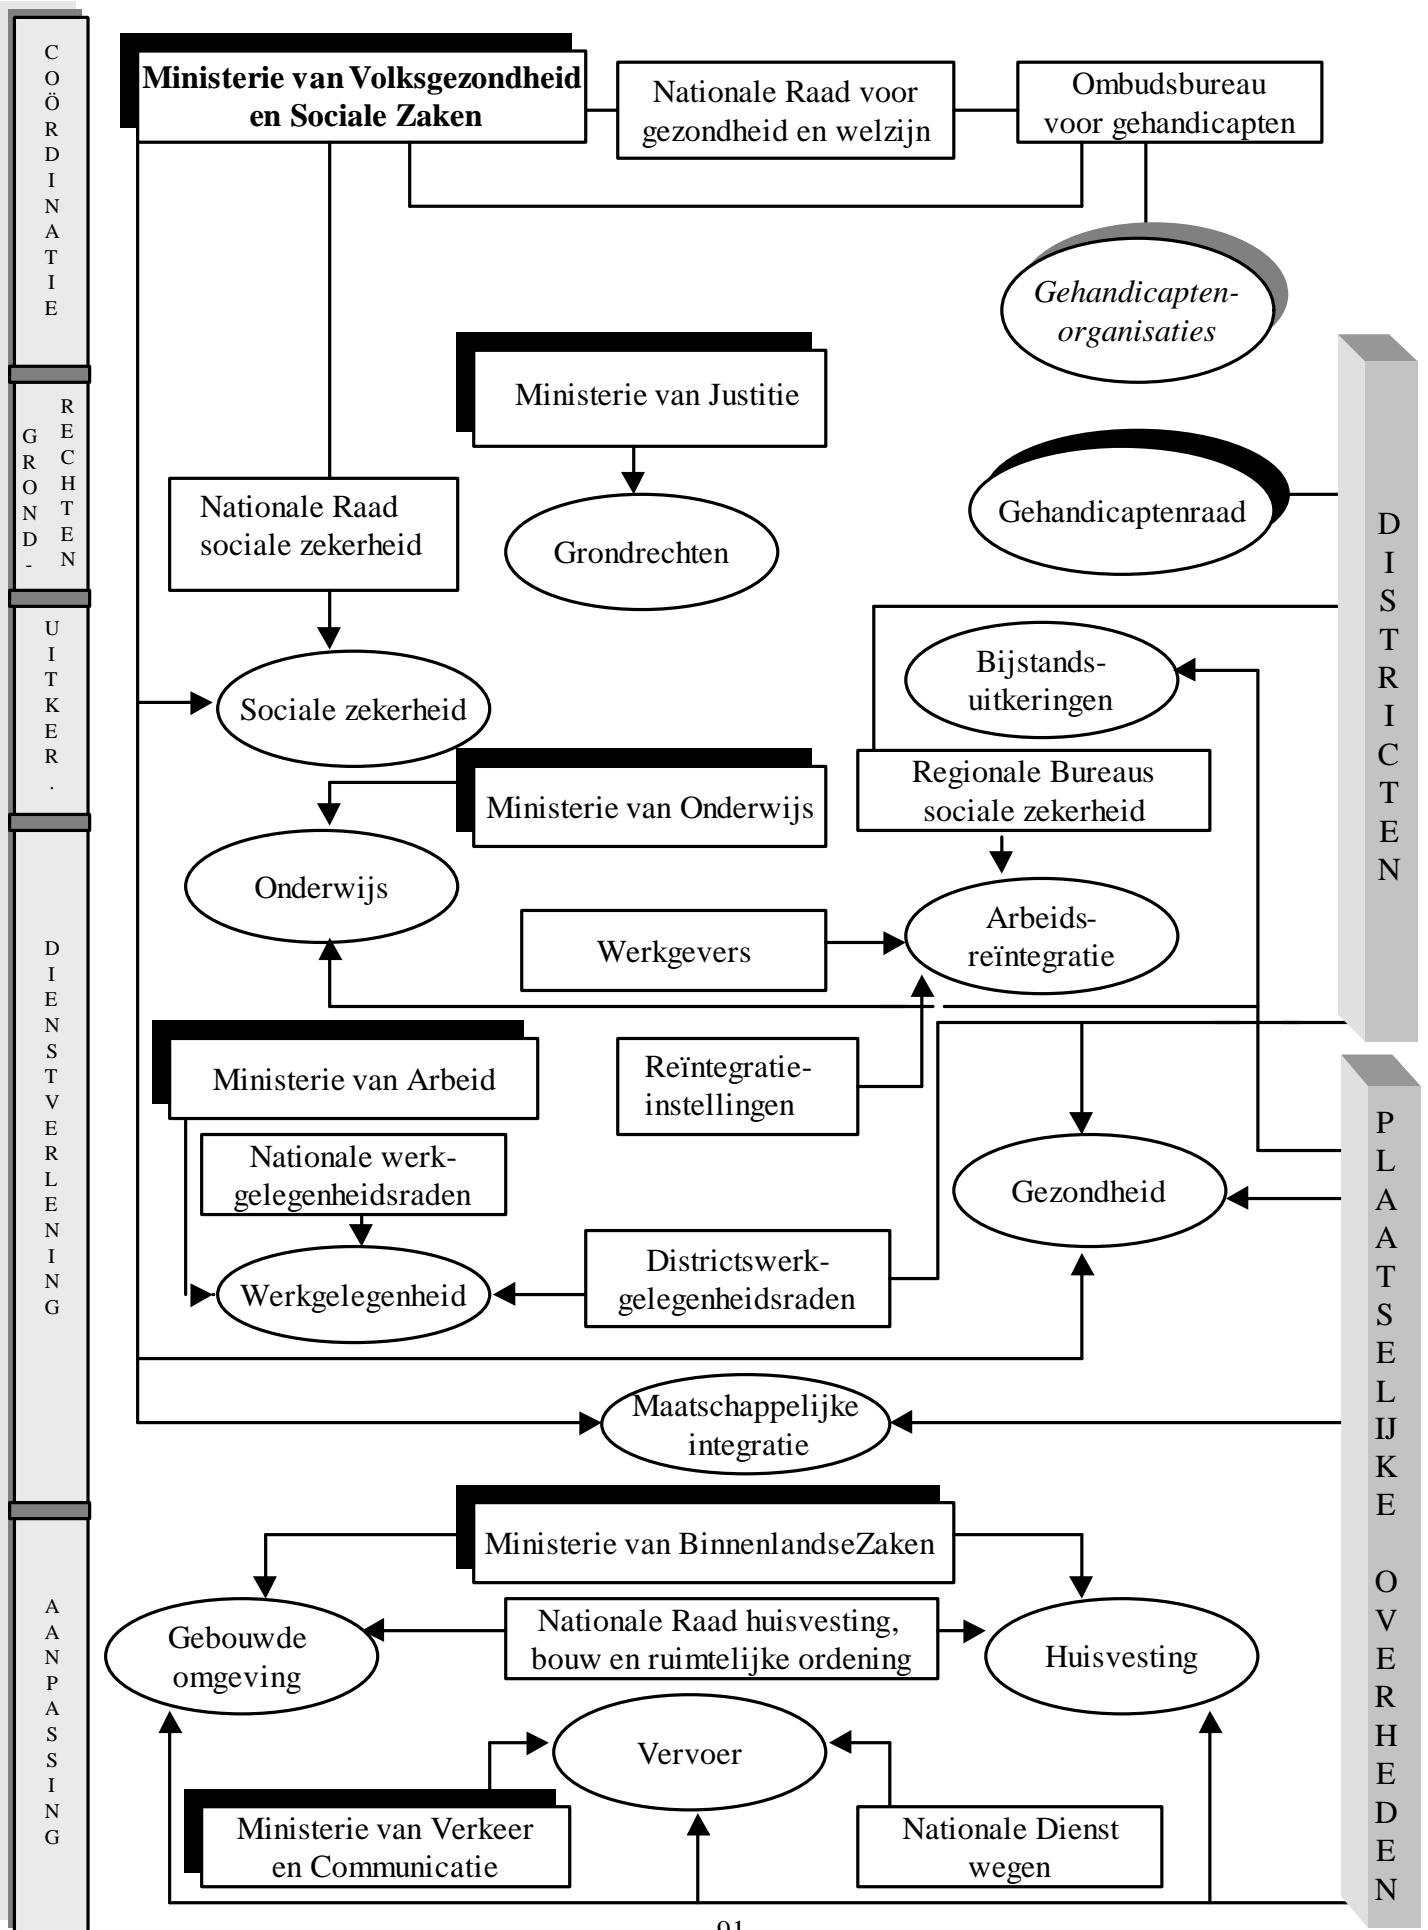 COÖRDINATIE
GROND-
RECHTEN
UITKER.
DIENSTVERLENING
AANPASSING
Ministerie van Volksgezondheid
en Sociale Zaken
Nationale Raad voor
gezondheid en welzijn
Ombudsbureau
voor gehandicapten
Gehandicapten-
organisaties
Ministerie van Justitie
Nationale Raad
sociale zekerheid
Grondrechten
Gehandicaptenraad
Sociale zekerheid
Bijstands-
uitkeringen
Ministerie van Onderwijs
Regionale Bureaus
sociale zekerheid
Onderwijs
Werkgevers
Arbeids-
reïntegratie
Ministerie van Arbeid
Reïntegratie-
instellingen
Nationale werk-
gelegenheidsraden
Gezondheid
Werkgelegenheid
Districtswerk-
gelegenheidsraden
Maatschappelijke
integratie
Ministerie van BinnenlandseZaken
Gebouwde
omgeving
Nationale Raad huisvesting,
bouw en ruimtelijke ordening
Huisvesting
Vervoer
Ministerie van Verkeer
en Communicatie
Nationale Dienst
wegen
DISTRICTEN
PLAATSELIJKE OVERHEDEN
91